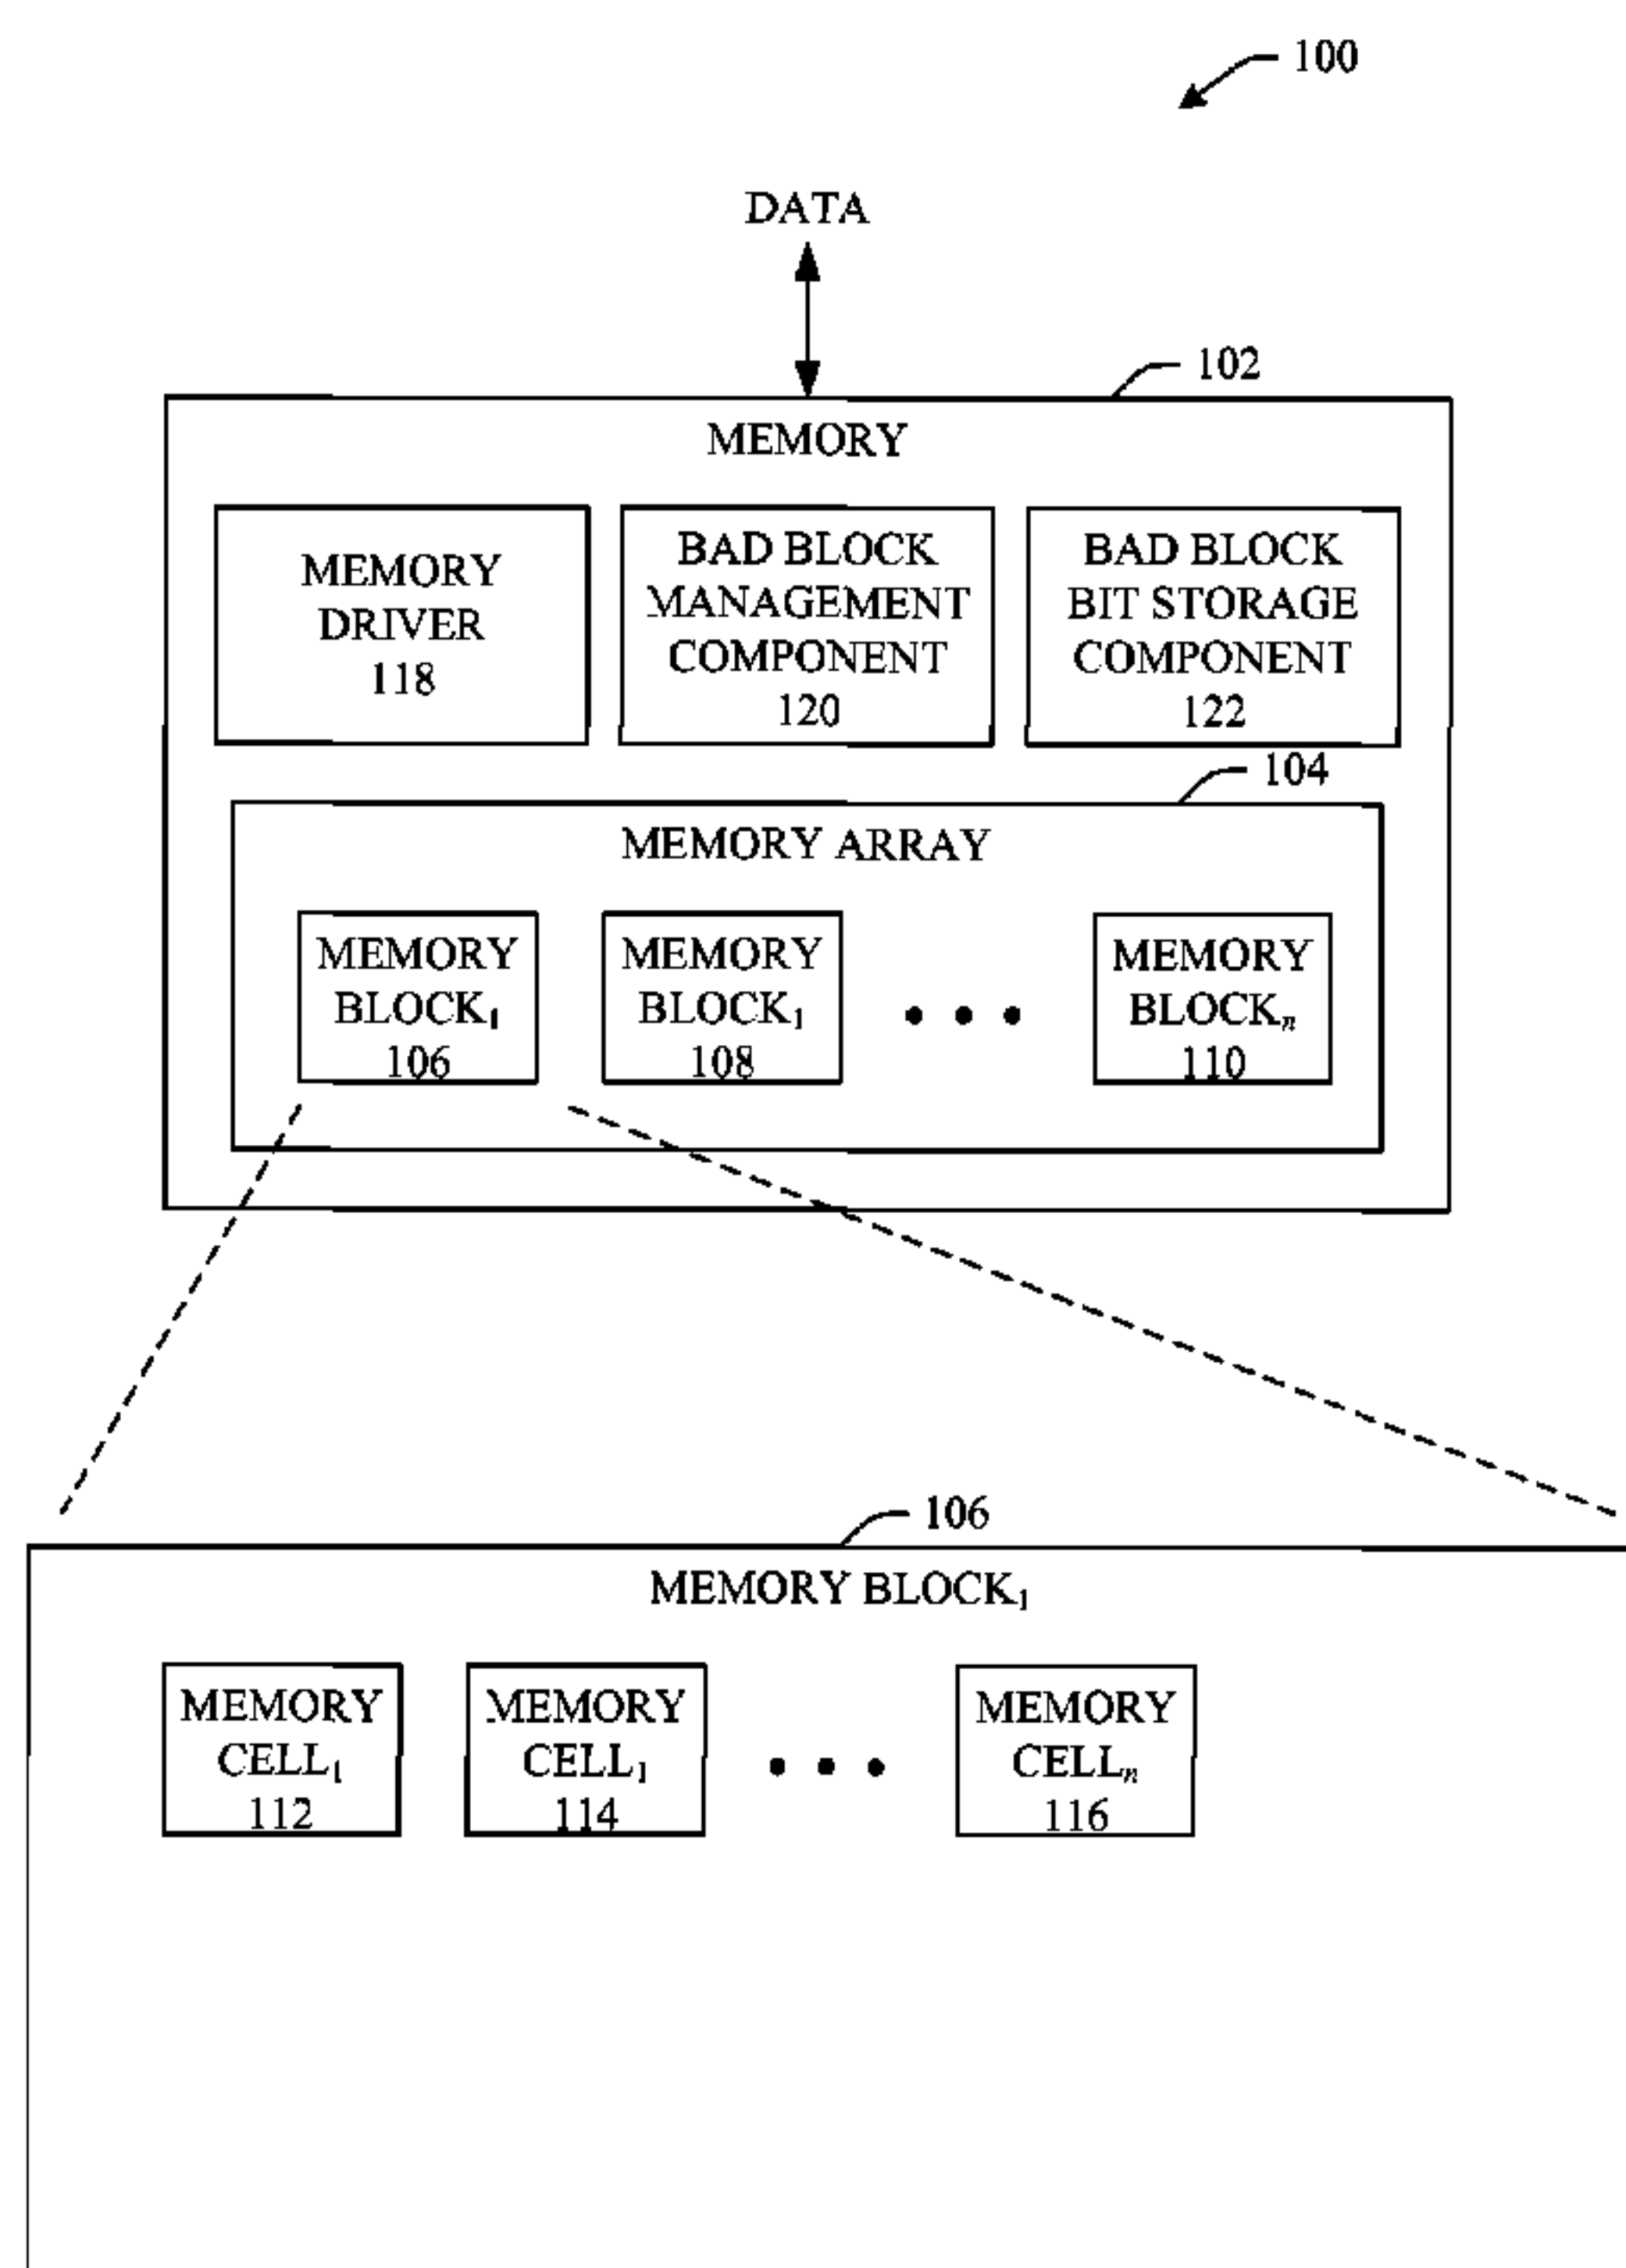 100
DATA
102
MEMORY
MEMORY
DRIVER
118
BAD BLOCK
MANAGEMENT
COMPONENT
120
BAD BLOCK
BIT STORAGE
COMPONENT
122
104
MEMORY ARRAY
MEMORY
BLOCK₁
106
MEMORY
BLOCK₁
108
MEMORY
BLOCKₙ
110
106
MEMORY BLOCK₁
MEMORY
CELL₁
112
MEMORY
CELL₁
114
MEMORY
CELLₙ
116